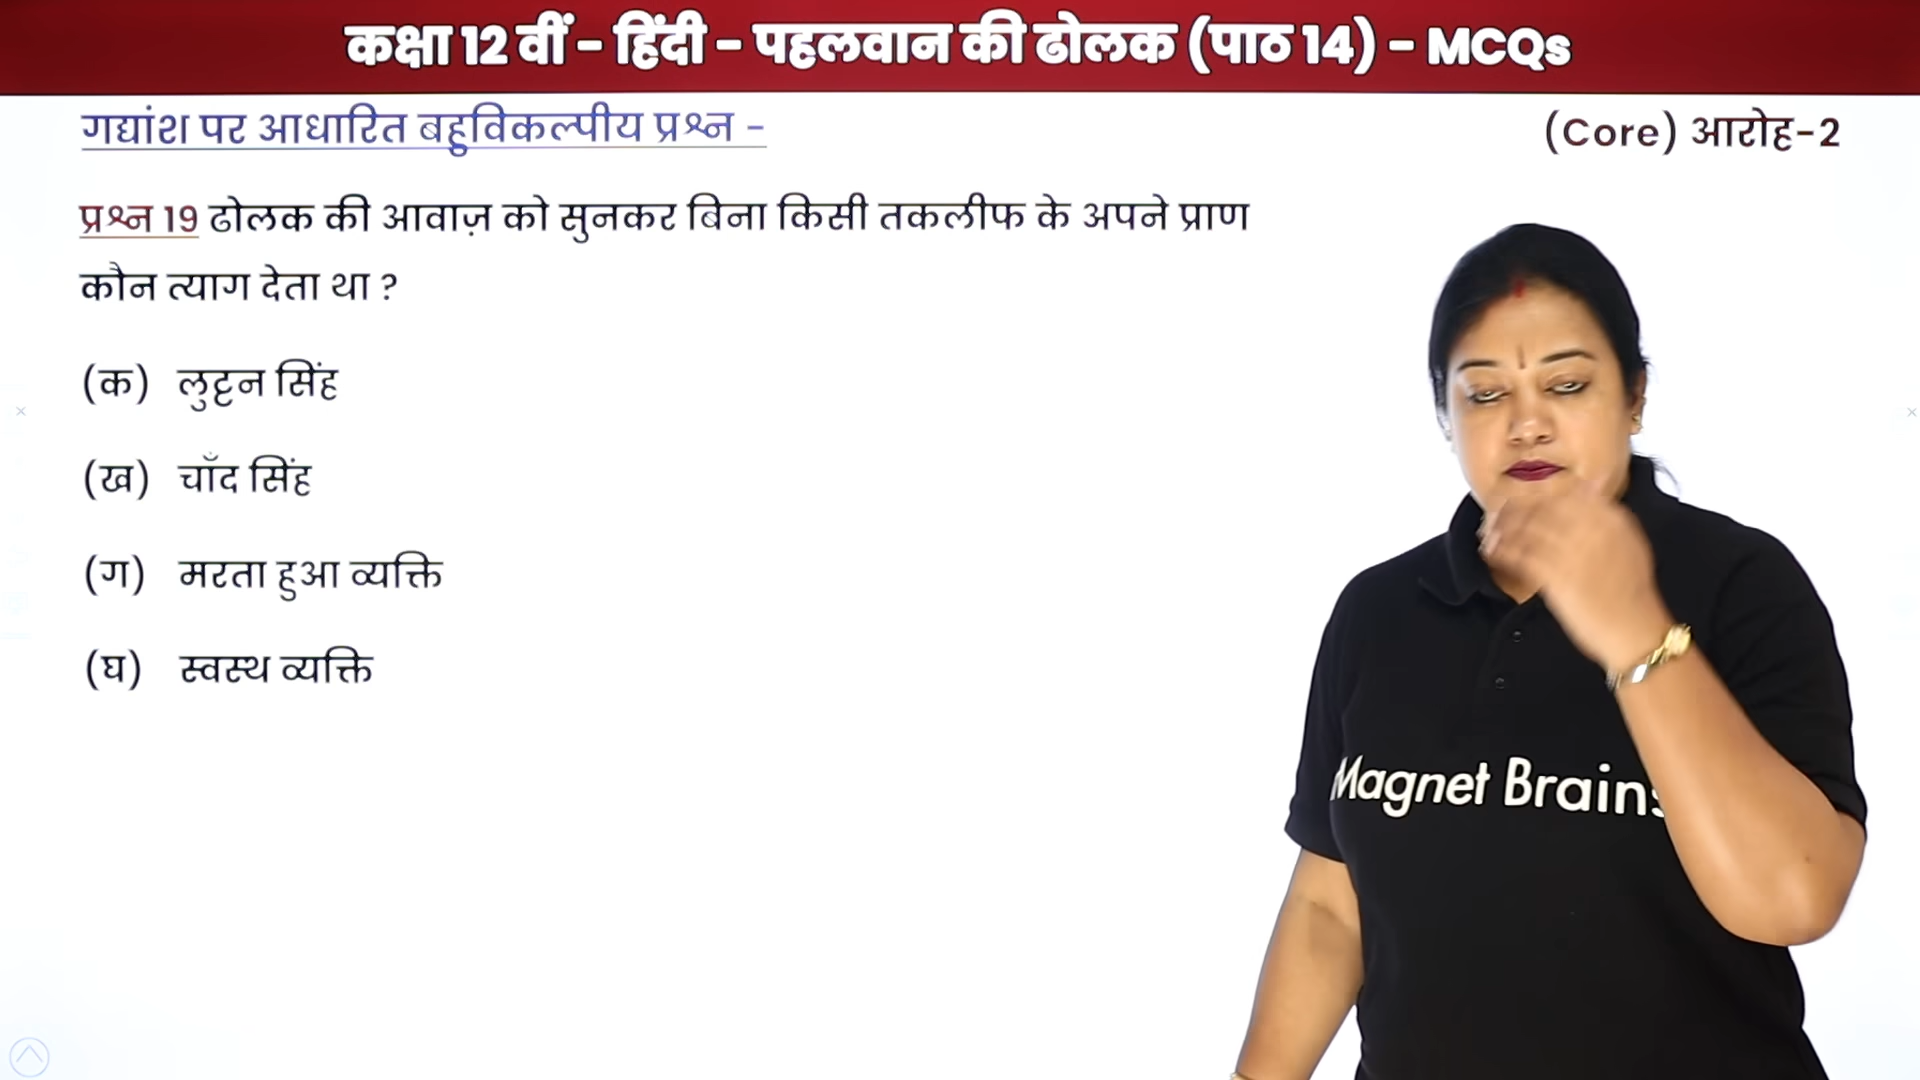 कक्षा 12 वीं - हिंदी - पहलवान की ढोलक (पाठ 14) - MCQs
गद्यांश पर आधारित बहुविकल्पीय प्रश्न -
(Core) आरोह-2
प्रश्न 19 ढोलक की आवाज़ को सुनकर बिना किसी तकलीफ के अपने प्राण
कौन त्याग देता था ?
(क) लुट्टन सिंह
(ख) चाँद सिंह
(ग) मरता हुआ व्यक्ति
(घ) स्वस्थ व्यक्ति
Magnet Brains